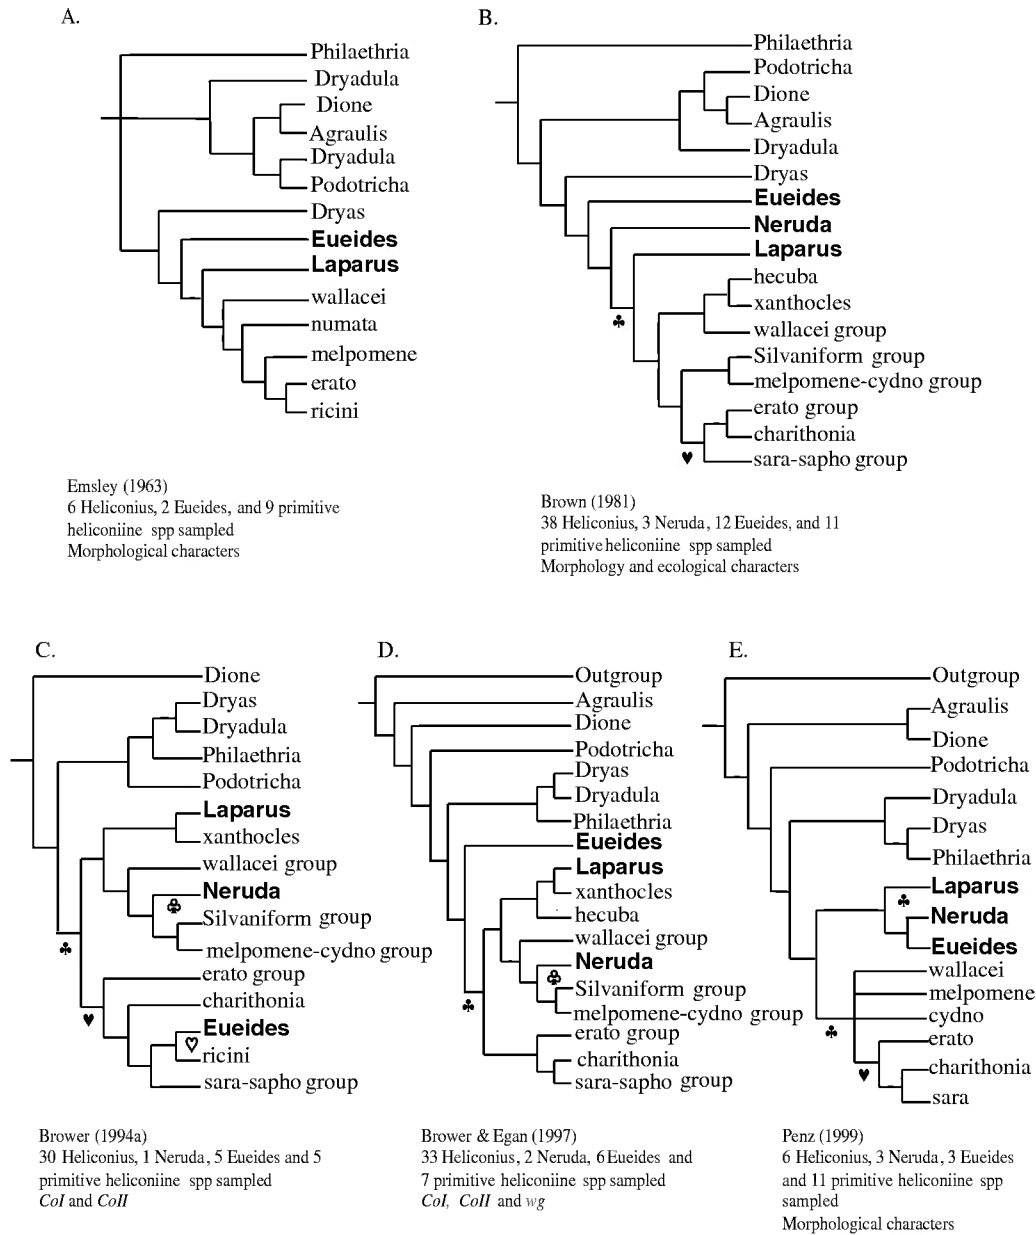 A.
Philaethria
Dryadula
Dione
Agraulis
Dryadula
Podotricha
Dryas
Eueides
Laparus
wallacei
numata
melpomene
erato
ricini
Emsley (1963)
6 Heliconius, 2 Eueides, and 9 primitive
heliconiine spp sampled
Morphological characters
B.
Philaethria
Podotricha
Dione
Agraulis
Dryadula
Dryas
Eueides
Neruda
Laparus
hecuba
xanthocles
wallacei group
Silvaniform group
melpomene-cydno group
erato group
charithonia
sara-sapho group
Brown (1981)
38 Heliconius, 3 Neruda, 12 Eueides, and 11
primitive heliconiine spp sampled
Morphology and ecological characters
C.
Dione
Dryas
Dryadula
Philaethria
Podotricha
Laparus
xanthocles
wallacei group
Neruda
Silvaniform group
melpomene-cydno group
erato group
charithonia
Eueides
ricini
sara-sapho group
Brower (1994a)
30 Heliconius, 1 Neruda, 5 Eueides and 5
primitive heliconiine spp sampled
CoI and CoII
D.
Outgroup
Agraulis
Dione
Podotricha
Dryas
Dryadula
Philaethria
Eueides
Laparus
xanthocles
hecuba
wallacei group
Neruda
Silvaniform group
melpomene-cydno group
erato group
charithonia
sara-sapho group
Brower & Egan (1997)
33 Heliconius, 2 Neruda, 6 Eueides and
7 primitive heliconiine spp sampled
CoI, CoII and wg
E.
Outgroup
Agraulis
Dione
Podotricha
Dryadula
Dryas
Philaethria
Laparus
Neruda
Eueides
wallacei
melpomene
cydno
erato
charithonia
sara
Penz (1999)
6 Heliconius, 3 Neruda, 3 Eueides
and 11 primitive heliconiine spp
sampled
Morphological characters